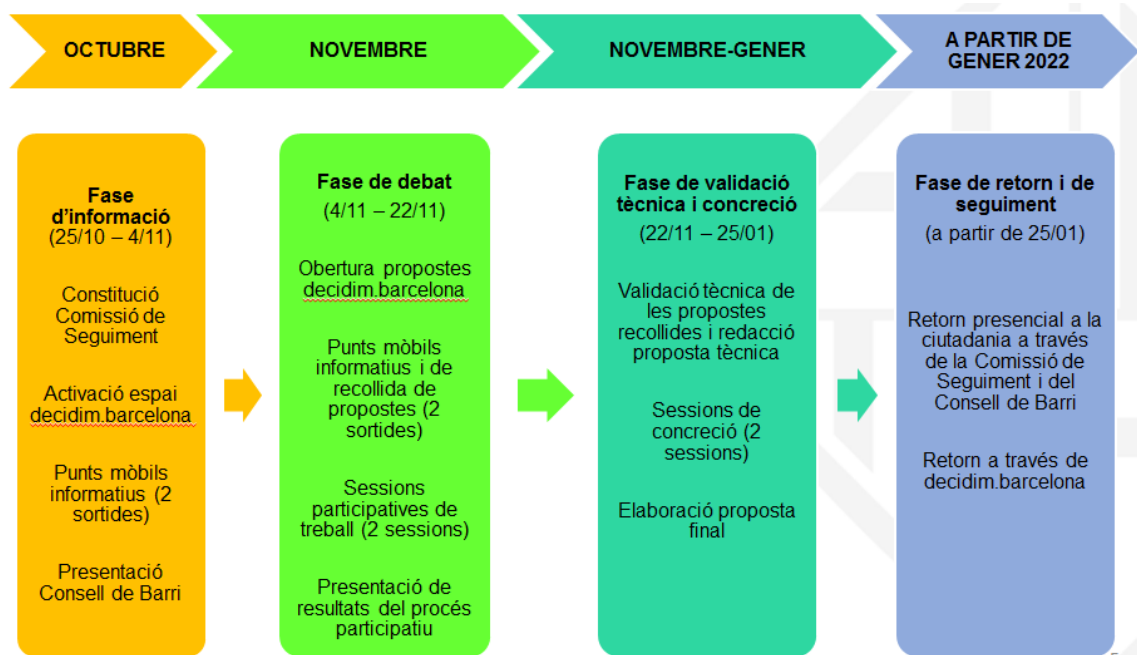 OCTUBRE
NOVEMBRE
NOVEMBRE-GENER
A PARTIR DE
GENER 2022
Fase
d'informació
(25/10 – 4/11)
Constitució
Comissió de
Seguiment
Activació espai
decidim.barcelona
Punts mòbils
informatius (2
sortides)
Presentació
Consell de Barri
Fase de debat
(4/11 – 22/11)
Obertura propostes
decidim.barcelona
Punts mòbils
informatius i de
recollida de
propostes (2
sortides)
Sessions
participatives de
treball (2 sessions)
Presentació de
resultats del procés
participatiu
Fase de validació
tècnica i concreció
(22/11 – 25/01)
Validació tècnica de
les propostes
recollides i redacció
proposta tècnica
Sessions de
concreció (2
sessions)
Elaboració proposta
final
Fase de retorn i de
seguiment
(a partir de 25/01)
Retorn presencial a la
ciutadania a través
de la Comissió de
Seguiment i del
Consell de Barri
Retorn a través de
decidim.barcelona